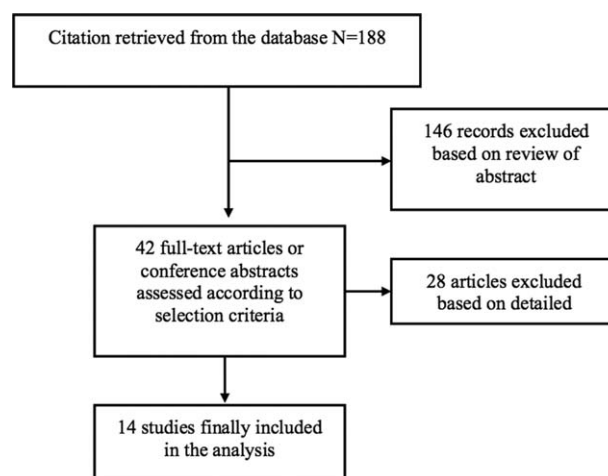 Citation retrieved from the database N=188
146 records excluded
based on review of
abstract
42 full-text articles or
conference abstracts
assessed according to
selection criteria
28 articles excluded
based on detailed
14 studies finally included
in the analysis